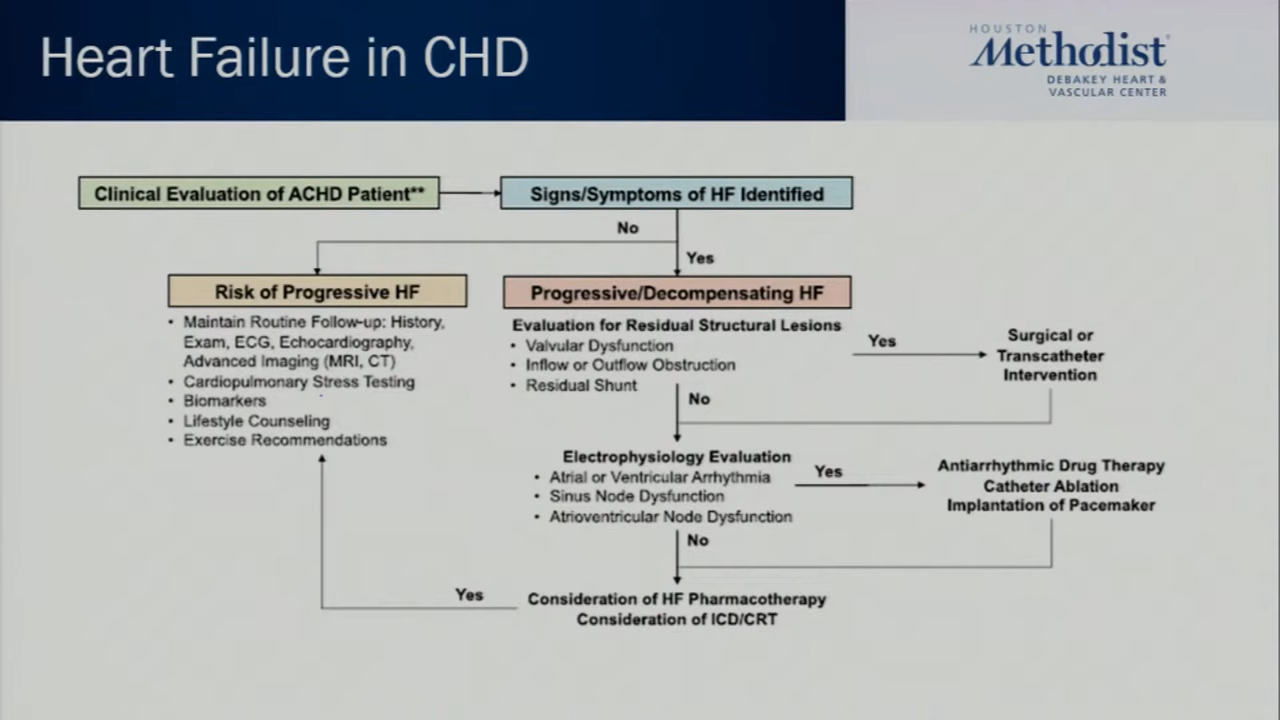 Heart Failure in CHD
HOUSTON
Methodist
DEBAKEY HEART &
VASCULAR CENTER
Clinical Evaluation of ACHD Patient**
Signs/Symptoms of HF Identified
No
Yes
Risk of Progressive HF
• Maintain Routine Follow-up: History,
Exam, ECG, Echocardiography,
Advanced Imaging (MRI, CT)
• Cardiopulmonary Stress Testing
• Biomarkers
• Lifestyle Counseling
• Exercise Recommendations
Progressive/Decompensating HF
Evaluation for Residual Structural Lesions
• Valvular Dysfunction
• Inflow or Outflow Obstruction
• Residual Shunt
Yes
Surgical or
Transcatheter
Intervention
No
Electrophysiology Evaluation
• Atrial or Ventricular Arrhythmia
• Sinus Node Dysfunction
• Atrioventricular Node Dysfunction
Yes
Antiarrhythmic Drug Therapy
Catheter Ablation
Implantation of Pacemaker
No
Yes
Consideration of HF Pharmacotherapy
Consideration of ICD/CRT